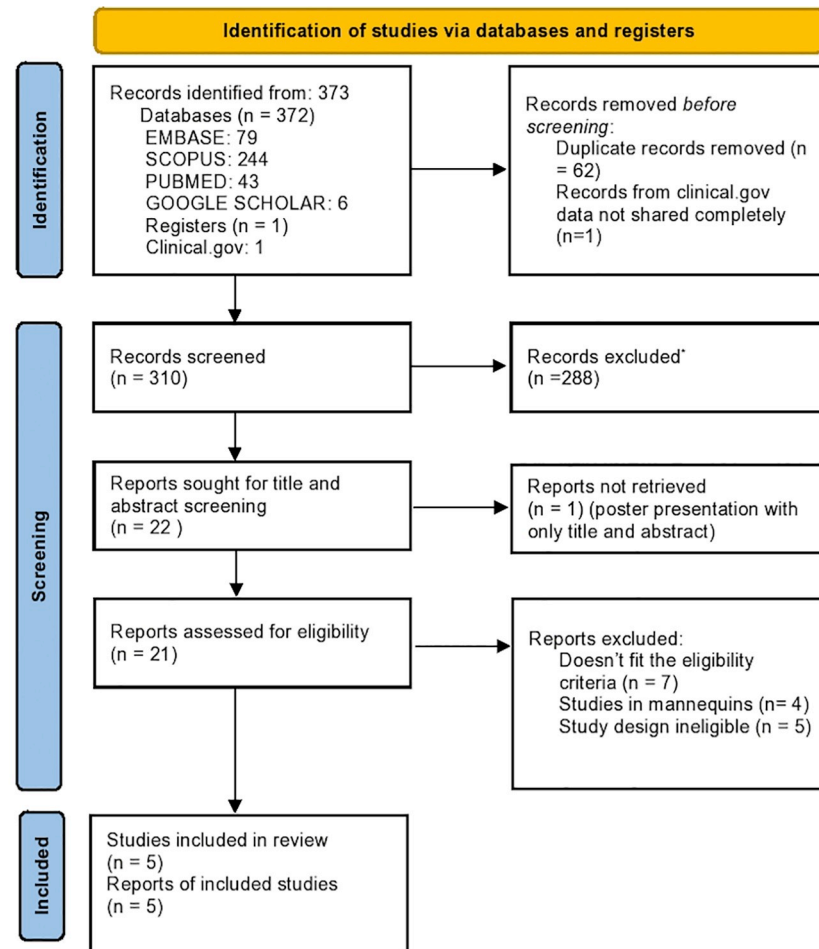 Identification of studies via databases and registers
Identification
Records identified from: 373
Databases (n = 372)
EMBASE: 79
SCOPUS: 244
PUBMED: 43
GOOGLE SCHOLAR: 6
Registers (n = 1)
Clinical.gov: 1
Records removed before
screening:
Duplicate records removed (n
= 62)
Records from clinical.gov
data not shared completely
(n=1)
Screening
Records screened
(n = 310)
Records excluded*
(n =288)
Reports sought for title and
abstract screening
(n = 22 )
Reports not retrieved
(n = 1) (poster presentation with
only title and abstract)
Reports assessed for eligibility
(n = 21)
Reports excluded:
Doesn't fit the eligibility
criteria (n = 7)
Studies in mannequins (n= 4)
Study design ineligible (n = 5)
Included
Studies included in review
(n = 5)
Reports of included studies
(n = 5)